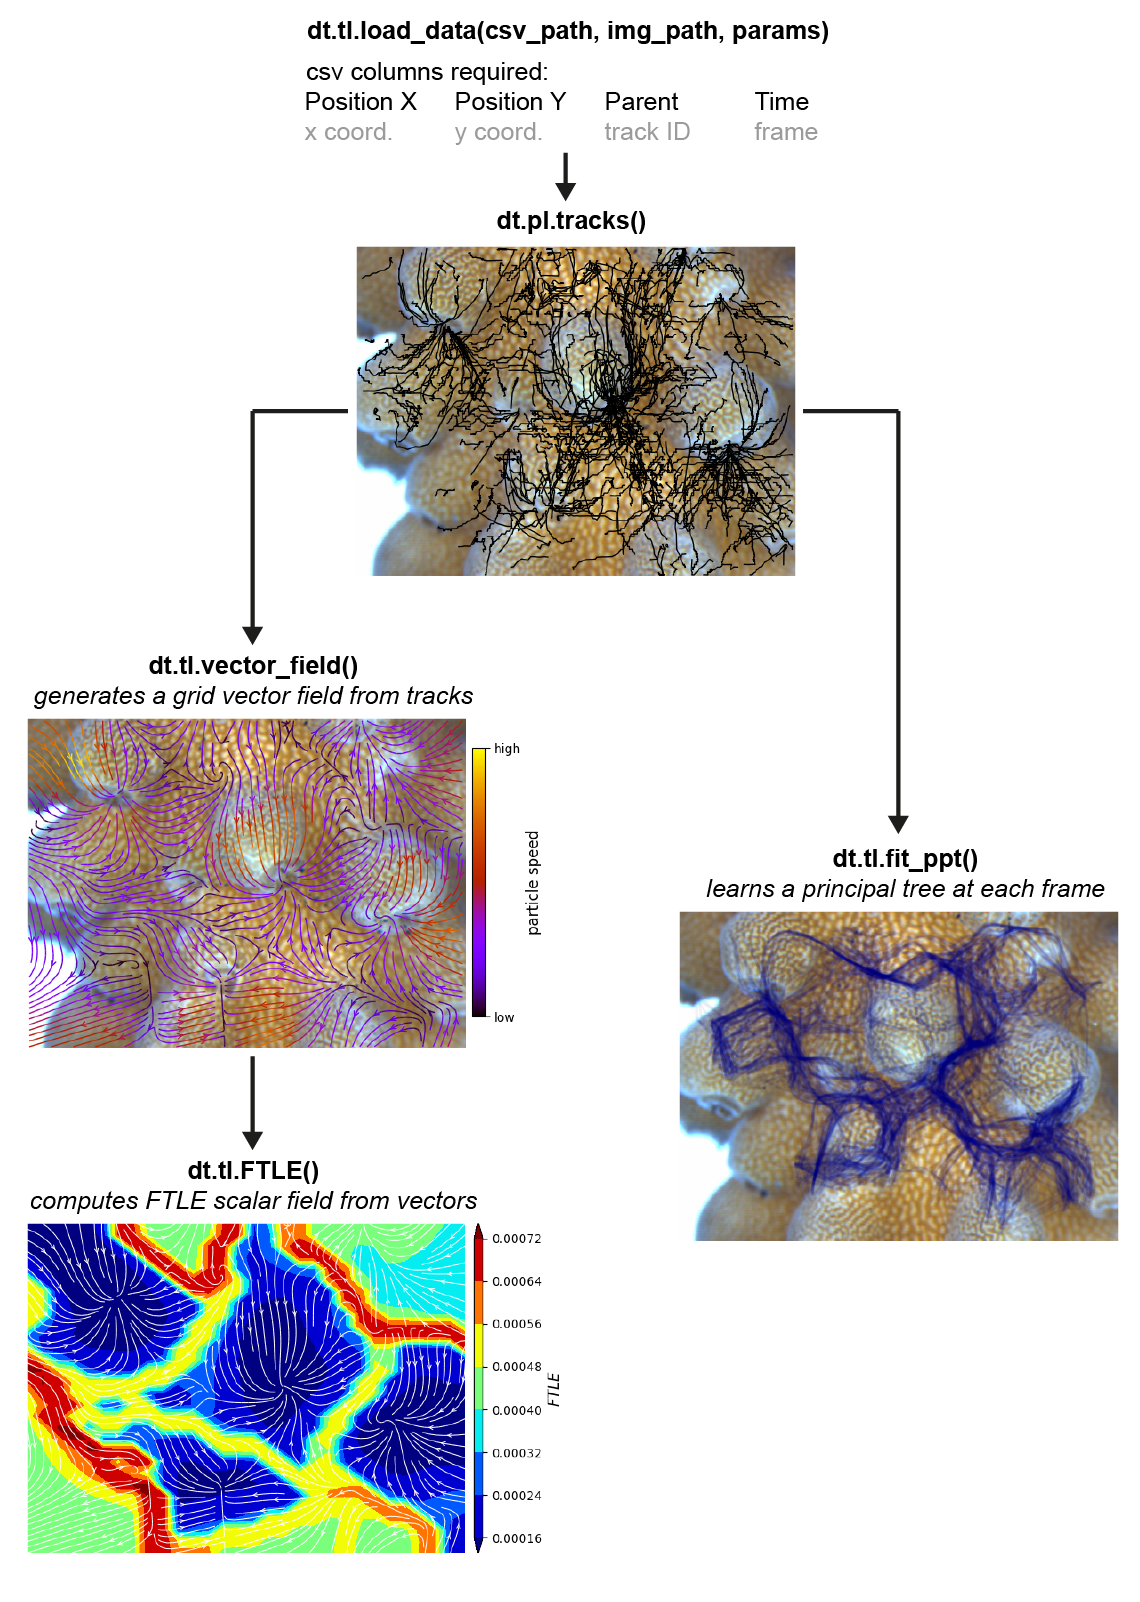 dt.tl.load_data(csv_path, img_path, params)
csv columns required:
Position X Position Y Parent Time
x coord. y coord. track ID frame
dt.pl.tracks()
dt.tl.vector_field()
generates a grid vector field from tracks
high
particle speed
low
dt.tl.fit_ppt()
learns a principal tree at each frame
dt.tl.FTLE()
computes FTLE scalar field from vectors
0.00072
0.00064
0.00056
0.00048
0.00040
0.00032
0.00024
0.00016
FTLE